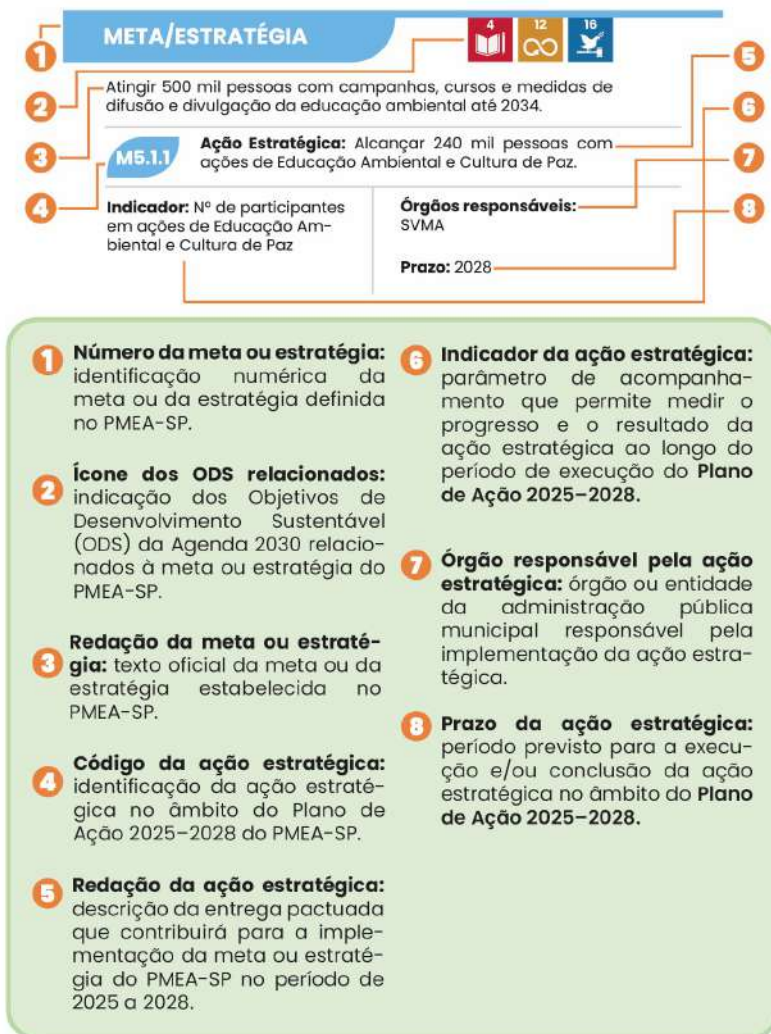 META/ESTRATÉGIA
4
12
16
1
2
3
4
5
6
7
8
Atingir 500 mil pessoas com campanhas, cursos e medidas de
difusão e divulgação da educação ambiental até 2034.
M5.1.1
Ação Estratégica: Alcançar 240 mil pessoas com
ações de Educação Ambiental e Cultura de Paz.
Indicador: Nº de participantes
em ações de Educação Am-
biental e Cultura de Paz
Órgãos responsáveis:
SVMA
Prazo: 2028
1 Número da meta ou estratégia:
identificação numérica da
meta ou da estratégia definida
no PMEA-SP.
2 Ícone dos ODS relacionados:
indicação dos Objetivos de
Desenvolvimento Sustentável
(ODS) da Agenda 2030 relacio-
nados à meta ou estratégia do
PMEA-SP.
3 Redação da meta ou estraté-
gia: texto oficial da meta ou da
estratégia estabelecida no
PMEA-SP.
4 Código da ação estratégica:
identificação da ação estraté-
gica no âmbito do Plano de
Ação 2025–2028 do PMEA-SP.
5 Redação da ação estratégica:
descrição da entrega pactuada
que contribuirá para a imple-
mentação da meta ou estraté-
gia do PMEA-SP no período de
2025 a 2028.
6 Indicador da ação estratégica:
parâmetro de acompanha-
mento que permite medir o
progresso e o resultado da
ação estratégica ao longo do
período de execução do Plano
de Ação 2025–2028.
7 Órgão responsável pela ação
estratégica: órgão ou entidade
da administração pública
municipal responsável pela
implementação da ação estra-
tégica.
8 Prazo da ação estratégica:
período previsto para a execu-
ção e/ou conclusão da ação
estratégica no âmbito do Plano
de Ação 2025–2028.